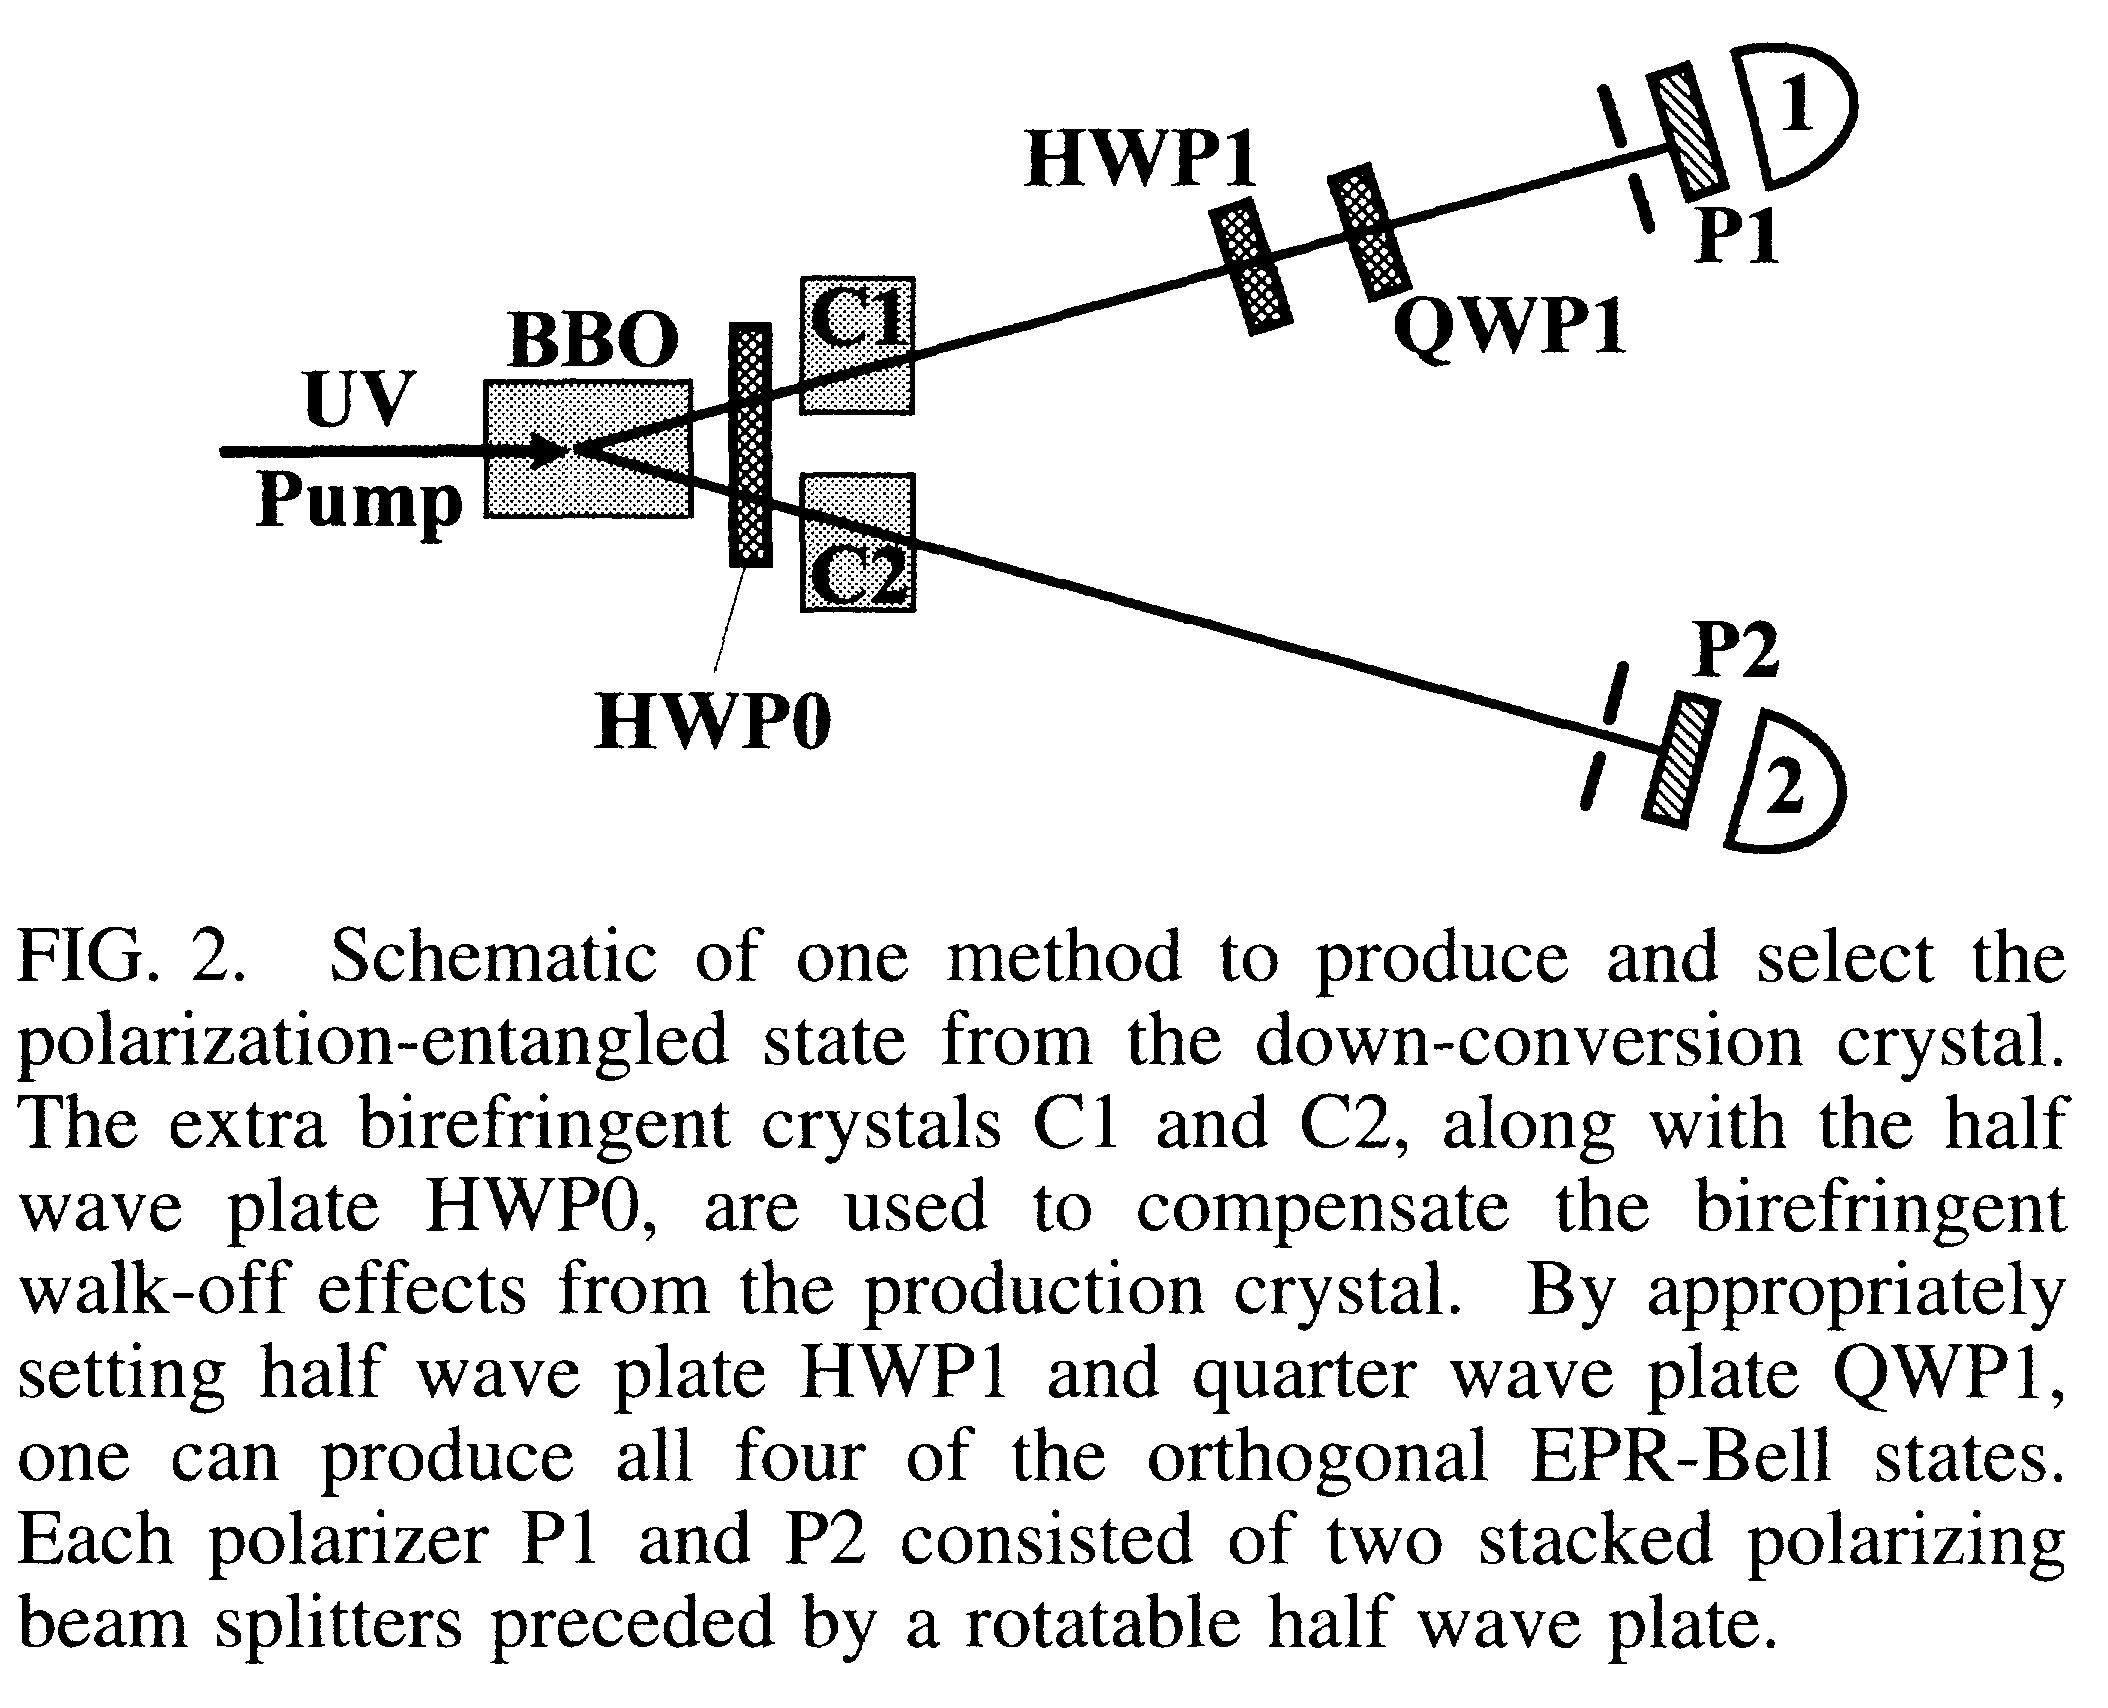 1
HWP1
P1
C1
QWP1
BBO
UV
Pump
C2
P2
HWP0
2
FIG. 2. Schematic of one method to produce and select the
polarization-entangled state from the down-conversion crystal.
The extra birefringent crystals C1 and C2, along with the half
wave plate HWP0, are used to compensate the birefringent
walk-off effects from the production crystal. By appropriately
setting half wave plate HWP1 and quarter wave plate QWP1,
one can produce all four of the orthogonal EPR-Bell states.
Each polarizer P1 and P2 consisted of two stacked polarizing
beam splitters preceded by a rotatable half wave plate.